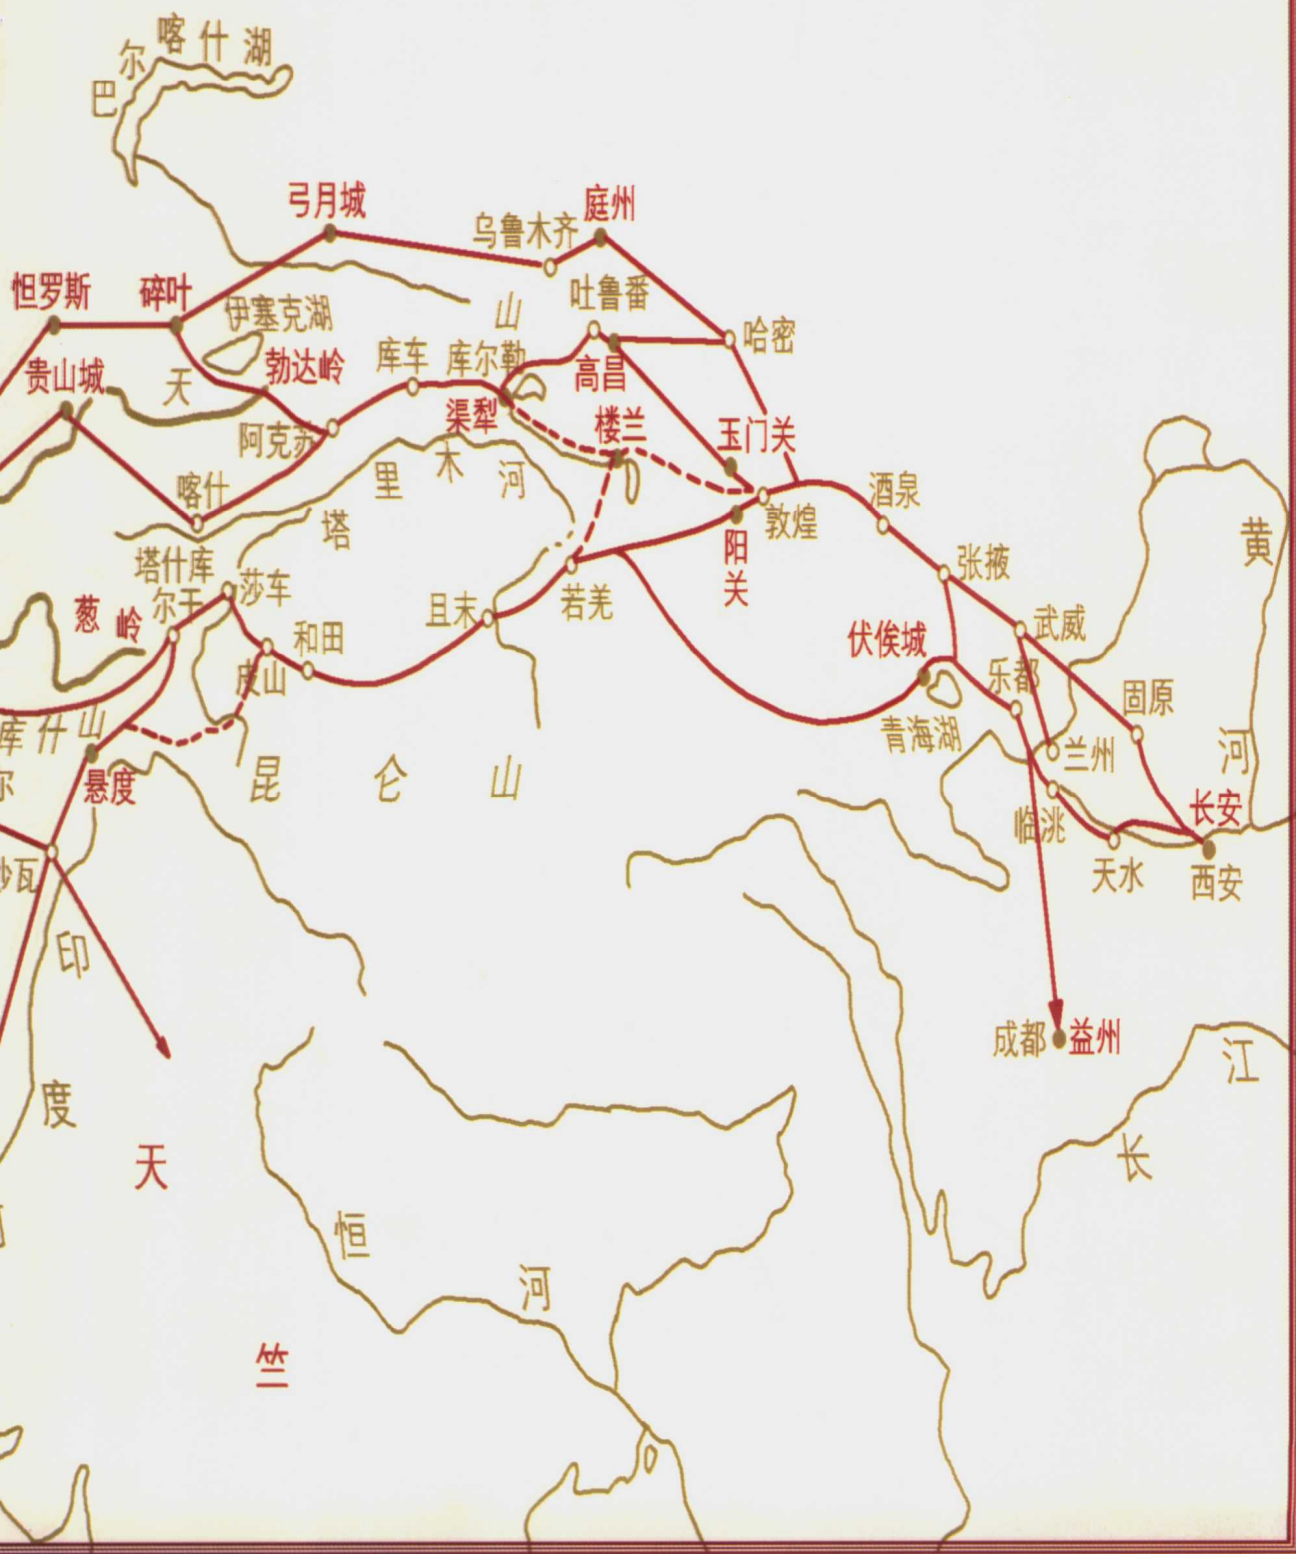 巴尔喀什湖
弓月城
庭州
乌鲁木齐
怛罗斯
碎叶
伊塞克湖
山
吐鲁番
哈密
贵山城
天
勃达岭
库车
库尔勒
高昌
渠犁
楼兰
玉门关
阿克苏
喀什
里
木
河
塔
酒泉
敦煌
阳关
黄
塔什库尔干
莎车
张掖
葱岭
且末
若羌
武威
和田
伏俟城
皮山
乐都
固原
库什山
尔
青海湖
兰州
河
昆仑山
悬度
临洮
长安
沙瓦
天水
西安
印
成都
益州
江
度
长
天
恒
河
竺